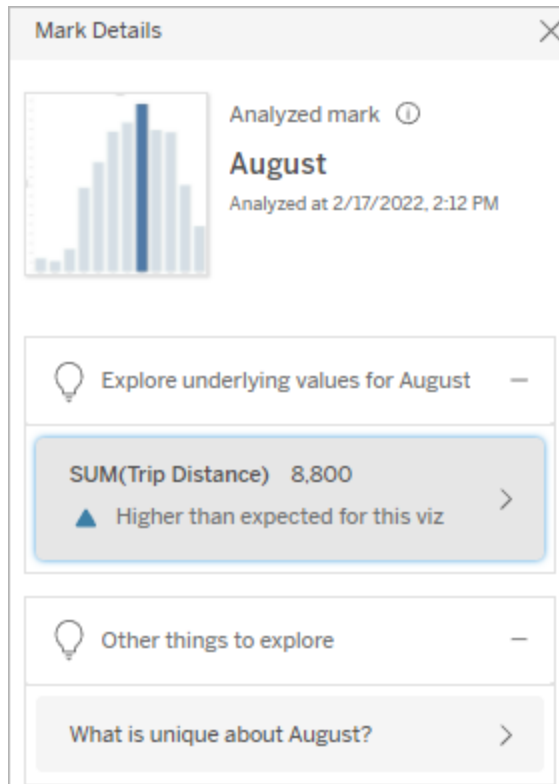 Mark Details
Analyzed mark
August
Analyzed at 2/17/2022, 2:12 PM
Explore underlying values for August
SUM(Trip Distance) 8,800
Higher than expected for this viz
Other things to explore
What is unique about August?